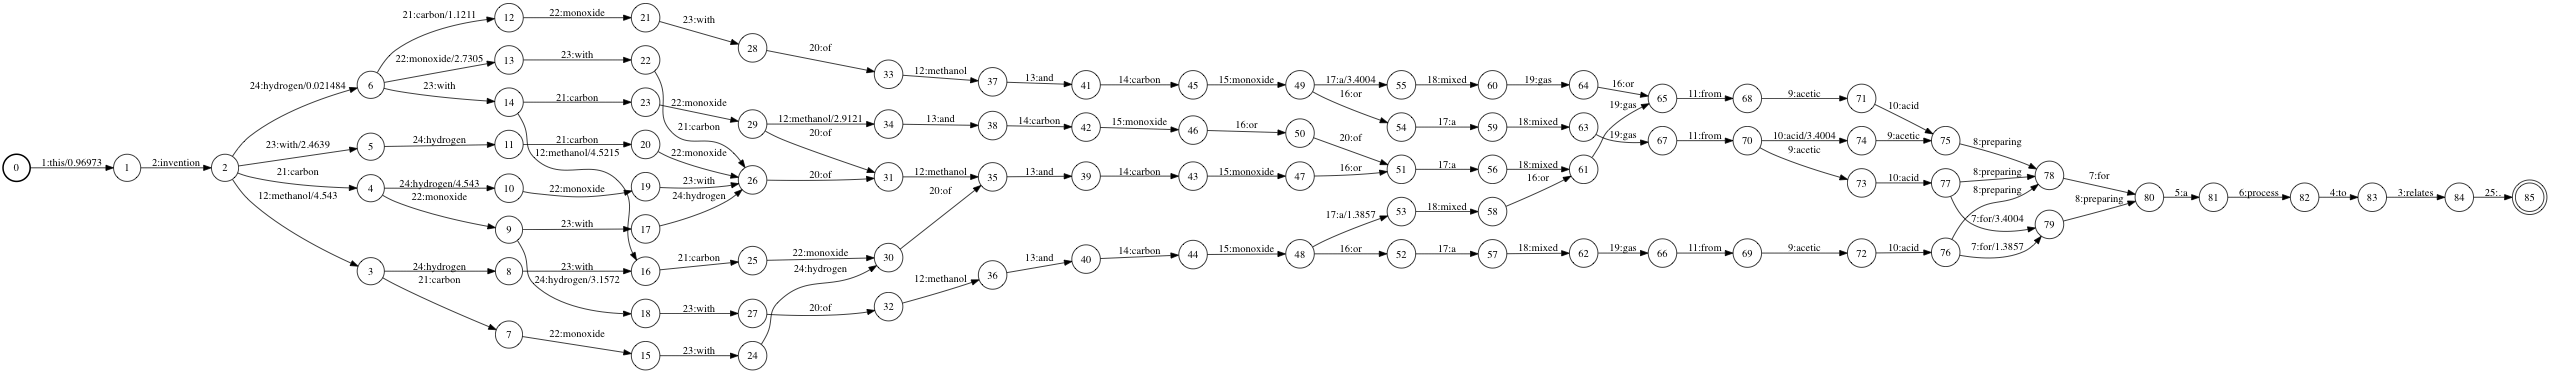 0 1:this/0.96973 1 2:invention 2
24:hydrogen/0.021484 6
23:with/2.4639 5
21:carbon 4
12:methanol/4.543 3
21:carbon/1.1211 12 22:monoxide 21 23:with 28 20:of 33 12:methanol 37 13:and 41 14:carbon 45 15:monoxide 49 17:a/3.4004 55 18:mixed 60 19:gas 64 16:or 65 11:from 68 9:acetic 71 10:acid 75 8:preparing 78
22:monoxide/2.7305 13 23:with 22 21:carbon 26
23:with 14 21:carbon 23 22:monoxide 29 12:methanol/2.9121 34 13:and 38 14:carbon 42 15:monoxide 46 16:or 50 20:of 51
12:methanol/4.5215
20:of
16:or 54 17:a 59 18:mixed 63 19:gas 67 11:from 70 10:acid/3.4004 74 9:acetic
24:hydrogen 11 21:carbon 20 22:monoxide
24:hydrogen/4.543 10 22:monoxide 19 23:with
20:of 31 12:methanol 35 13:and 39 14:carbon 43 15:monoxide 47 16:or
17:a 56 18:mixed 61 19:gas
9:acetic 73 10:acid 77 8:preparing
7:for/3.4004 79
22:monoxide 9 23:with 17 24:hydrogen
24:hydrogen/3.1572 18 23:with 27 20:of 32 12:methanol 36 13:and 40 14:carbon 44 15:monoxide 48
17:a/1.3857 53 18:mixed 58 16:or
16:or 52 17:a 57 18:mixed 62 19:gas 66 11:from 69 9:acetic 72 10:acid 76
8:preparing
7:for/1.3857
24:hydrogen 8 23:with 16 21:carbon 25 22:monoxide 30 20:of
21:carbon 7 22:monoxide 15 23:with 24 24:hydrogen
7:for 80
8:preparing
5:a 81 6:process 82 4:to 83 3:relates 84 25:. 85